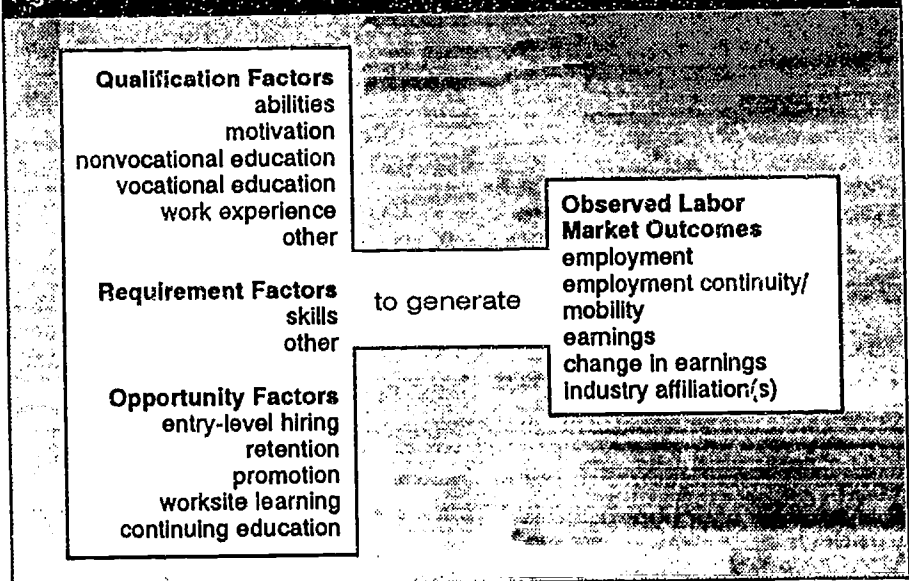 Qualification Factors
abilities
motivation
nonvocational education
vocational education
work experience
other
Requirement Factors
skills
other
Opportunity Factors
entry-level hiring
retention
promotion
worksite learning
continuing education
to generate
Observed Labor
Market Outcomes
employment
employment continuity/
mobility
earnings
change in earnings
industry affiliation(s)